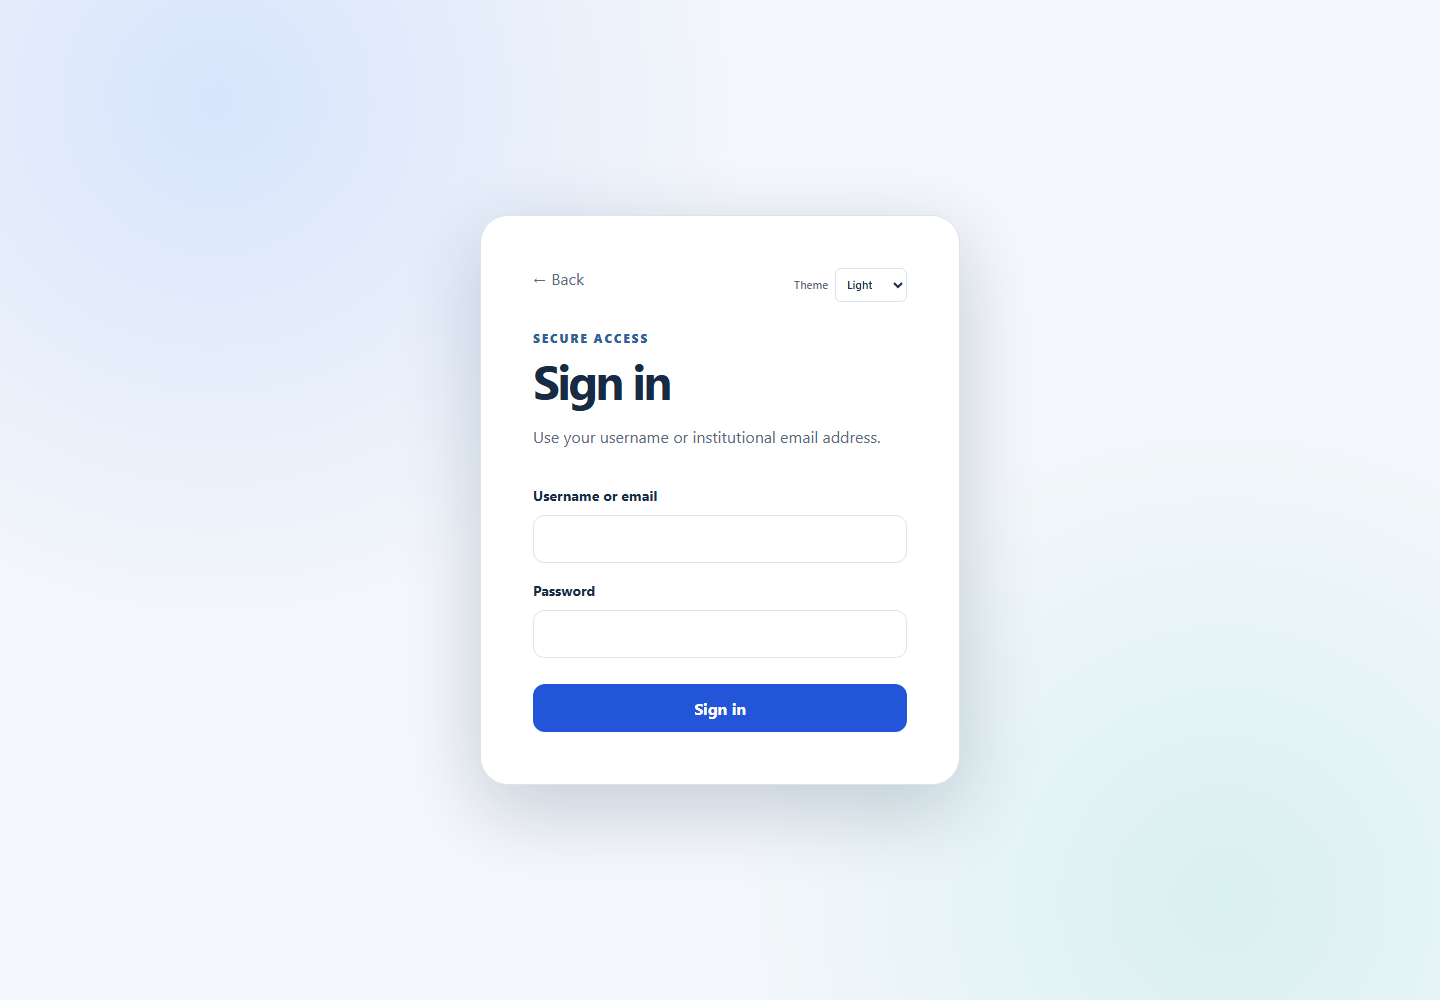 ← Back
Theme Light
SECURE ACCESS
Sign in
Use your username or institutional email address.
Username or email
Password
Sign in